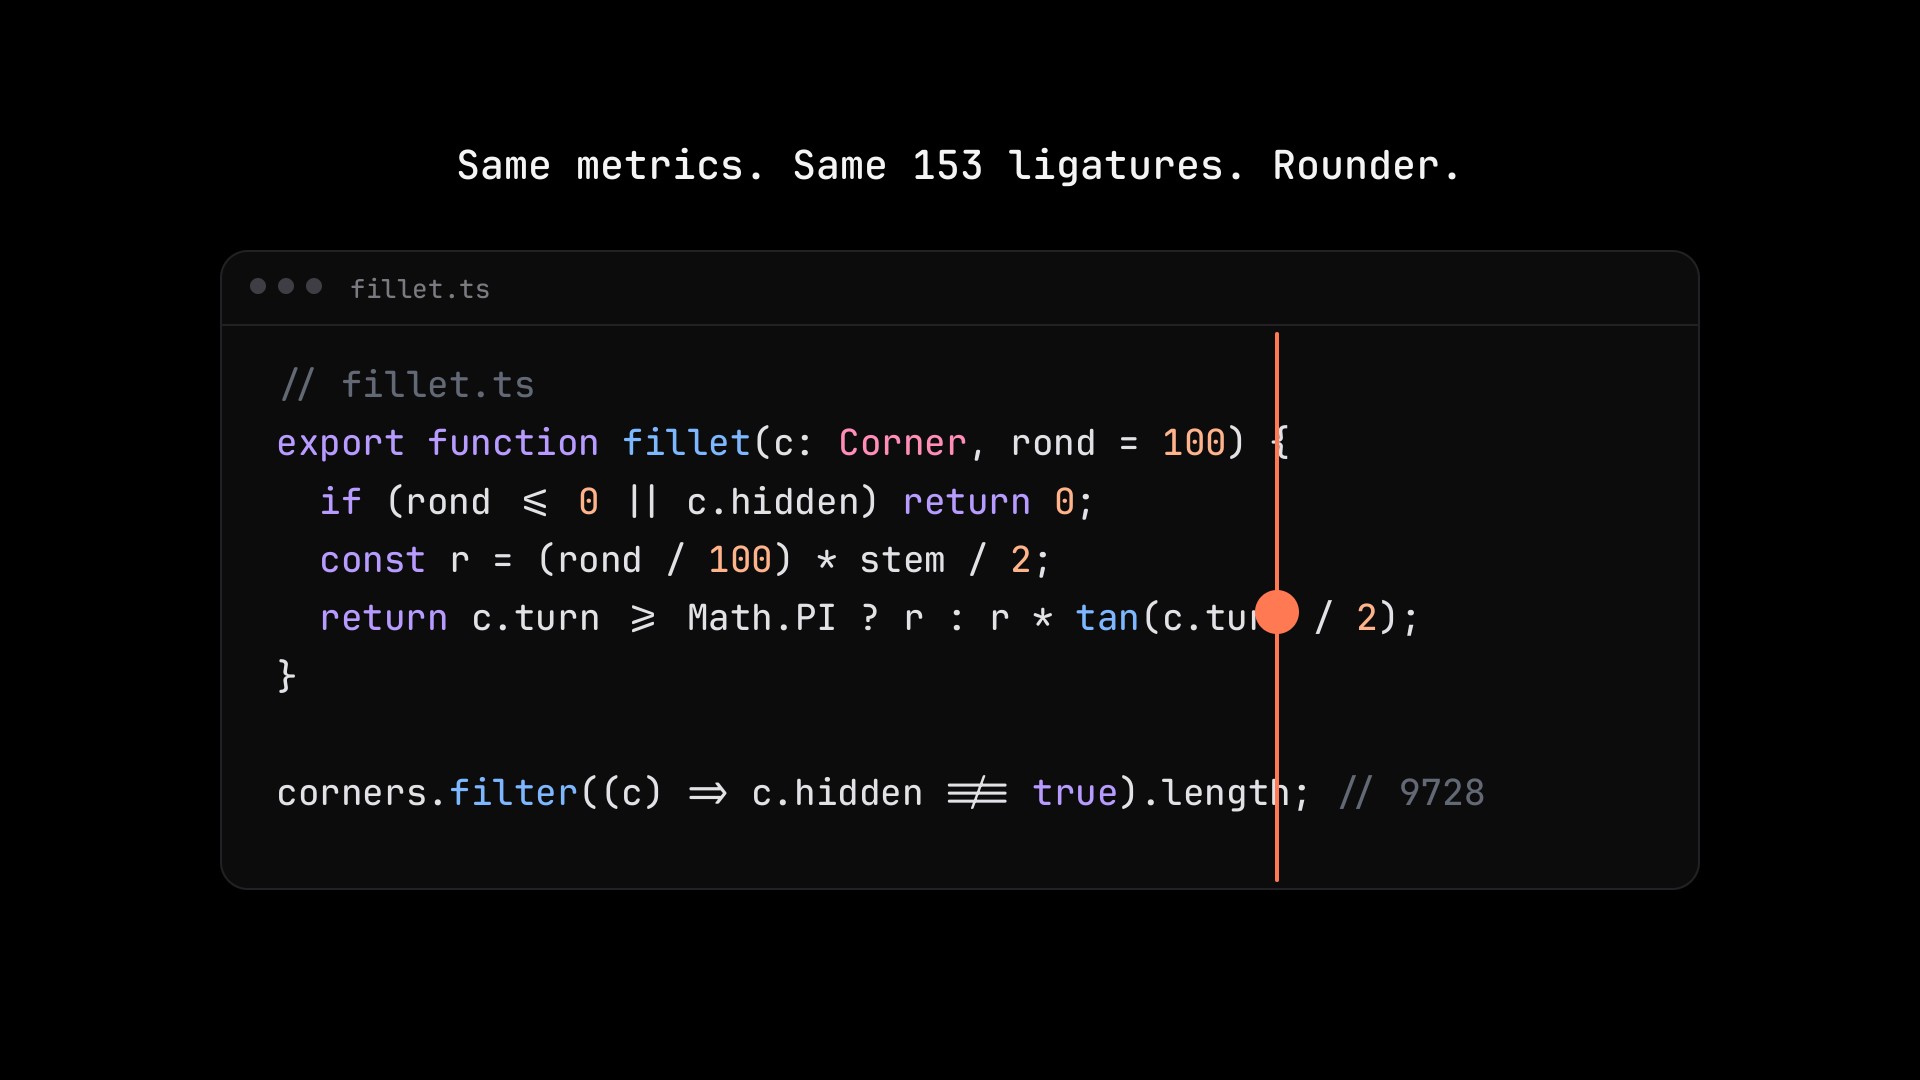 Same metrics. Same 153 ligatures. Rounder.
fillet.ts
// fillet.ts
export function fillet(c: Corner, rond = 100) {
  if (rond <= 0 || c.hidden) return 0;
  const r = (rond / 100) * stem / 2;
  return c.turn >= Math.PI ? r : r * tan(c.turn / 2);
}
corners.filter((c) => c.hidden !== true).length; // 9728